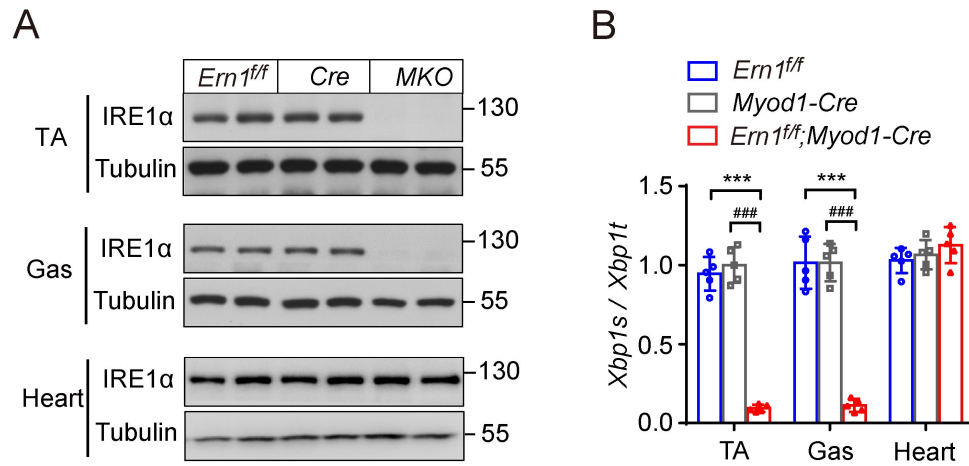 A
Ern1f/f Cre MKO
TA
IRE1α
130
Tubulin
55
Gas
IRE1α
130
Tubulin
55
Heart
IRE1α
130
Tubulin
55
B
Ern1f/f
Myod1-Cre
Ern1f/f;Myod1-Cre
Xbp1s / Xbp1t
1.5
1.0
0.5
0.0
*** ***
### ###
TA Gas Heart